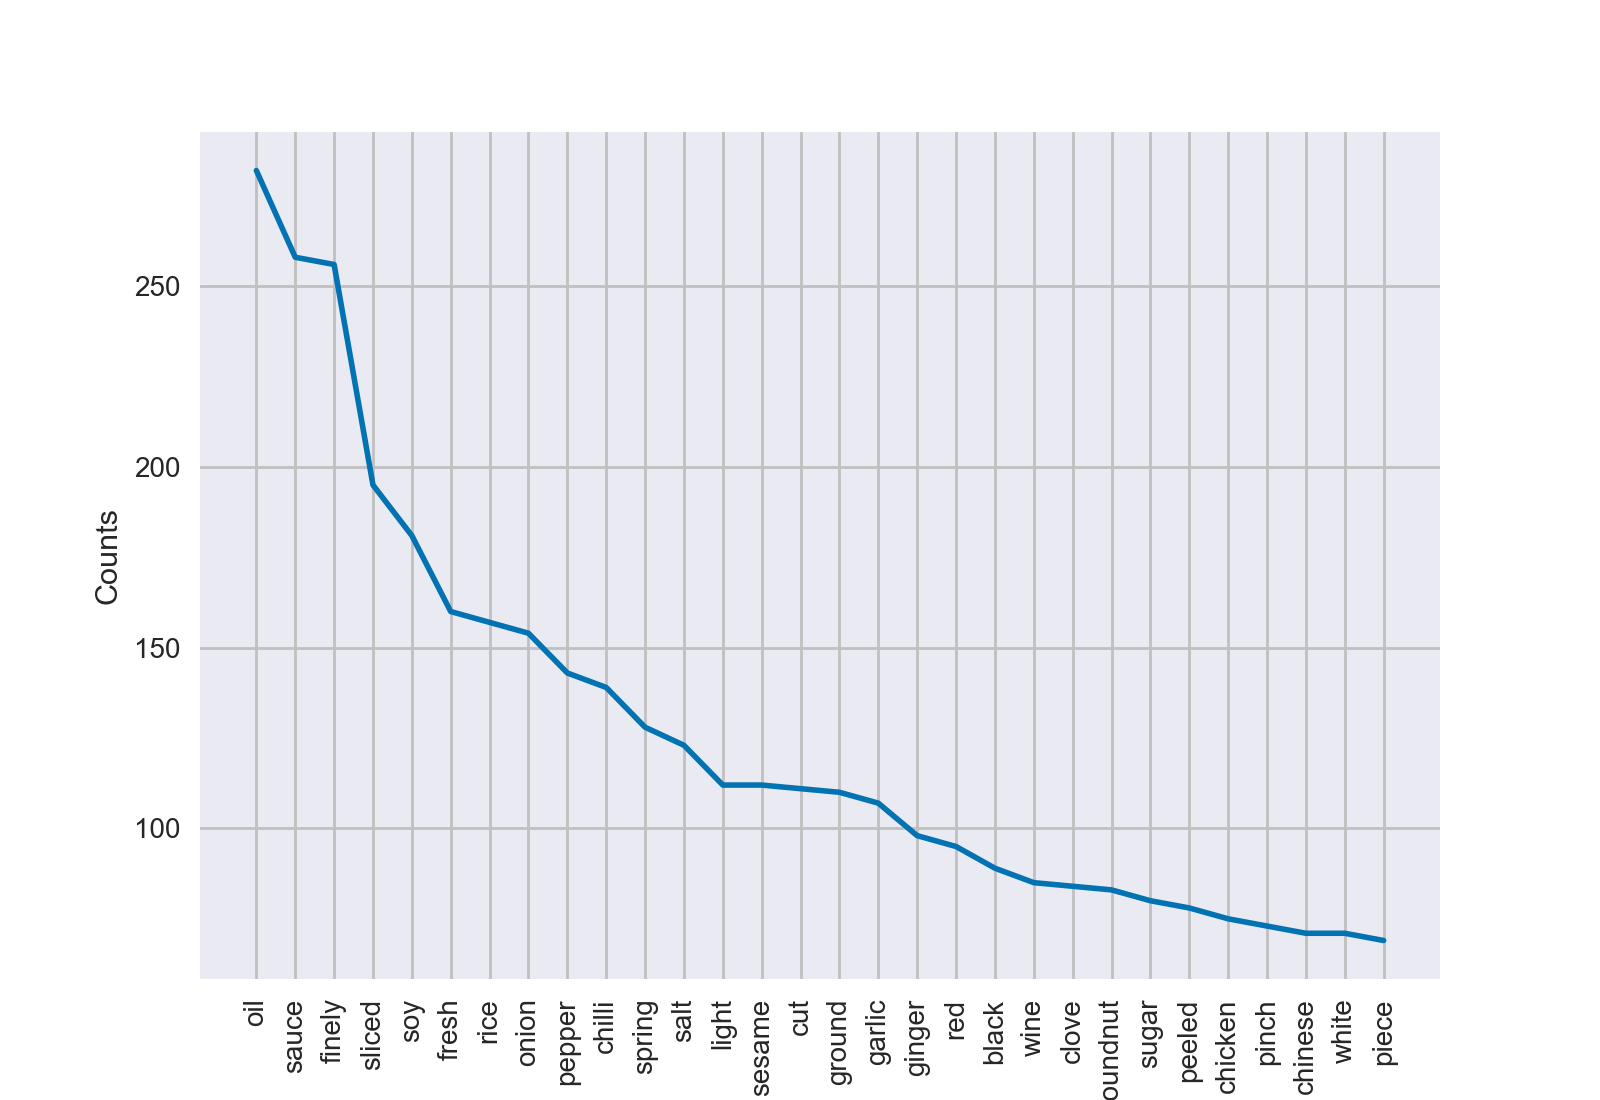 250
200
150
100
Counts
oil
sauce
finely
sliced
soy
fresh
rice
onion
pepper
chilli
spring
salt
light
sesame
cut
ground
garlic
ginger
red
black
wine
clove
oundnut
sugar
peeled
chicken
pinch
chinese
white
piece